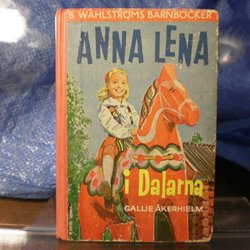 B. WAHLSTRÖMS BARNBÖCKER
ANNA LENA
i Dalarna
GALLIE ÅKERHIELM